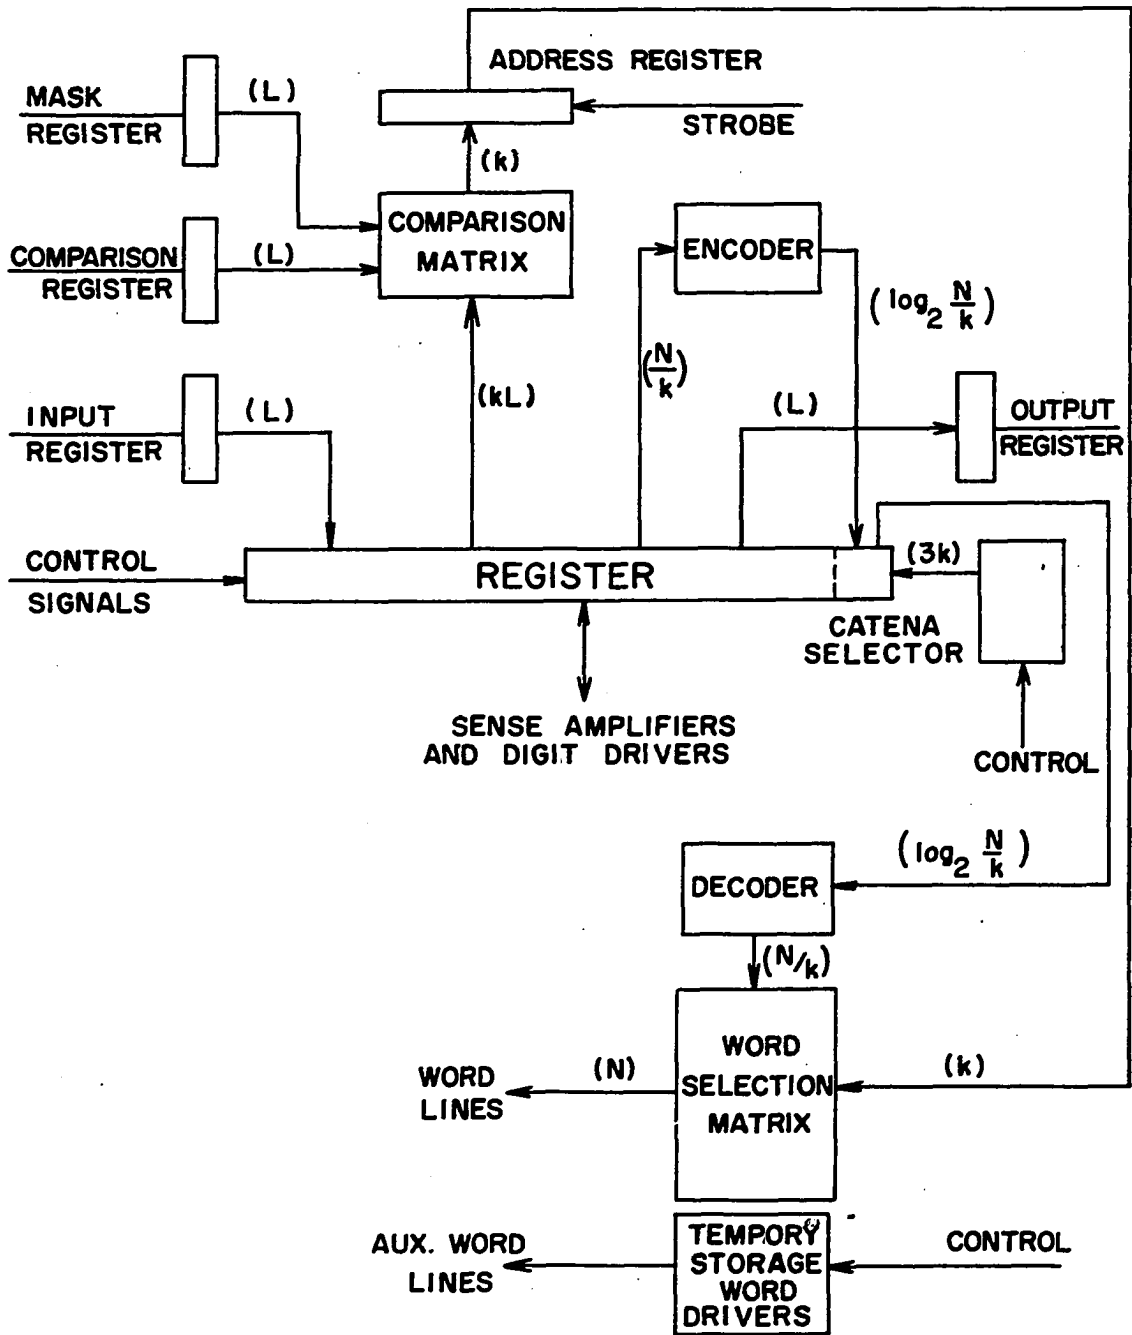 ADDRESS REGISTER
STROBE
MASK
REGISTER
(L)
(k)
COMPARISON
REGISTER
(L)
COMPARISON
MATRIX
ENCODER
(log2 N/k)
(N/k)
(kL)
INPUT
REGISTER
(L)
(L)
OUTPUT
REGISTER
CONTROL
SIGNALS
REGISTER
(3k)
CATENA
SELECTOR
CONTROL
SENSE AMPLIFIERS
AND DIGIT DRIVERS
(log2 N/k)
DECODER
(N/k)
WORD
SELECTION
MATRIX
(k)
(N)
WORD
LINES
AUX. WORD
LINES
TEMPORY
STORAGE
WORD
DRIVERS
CONTROL